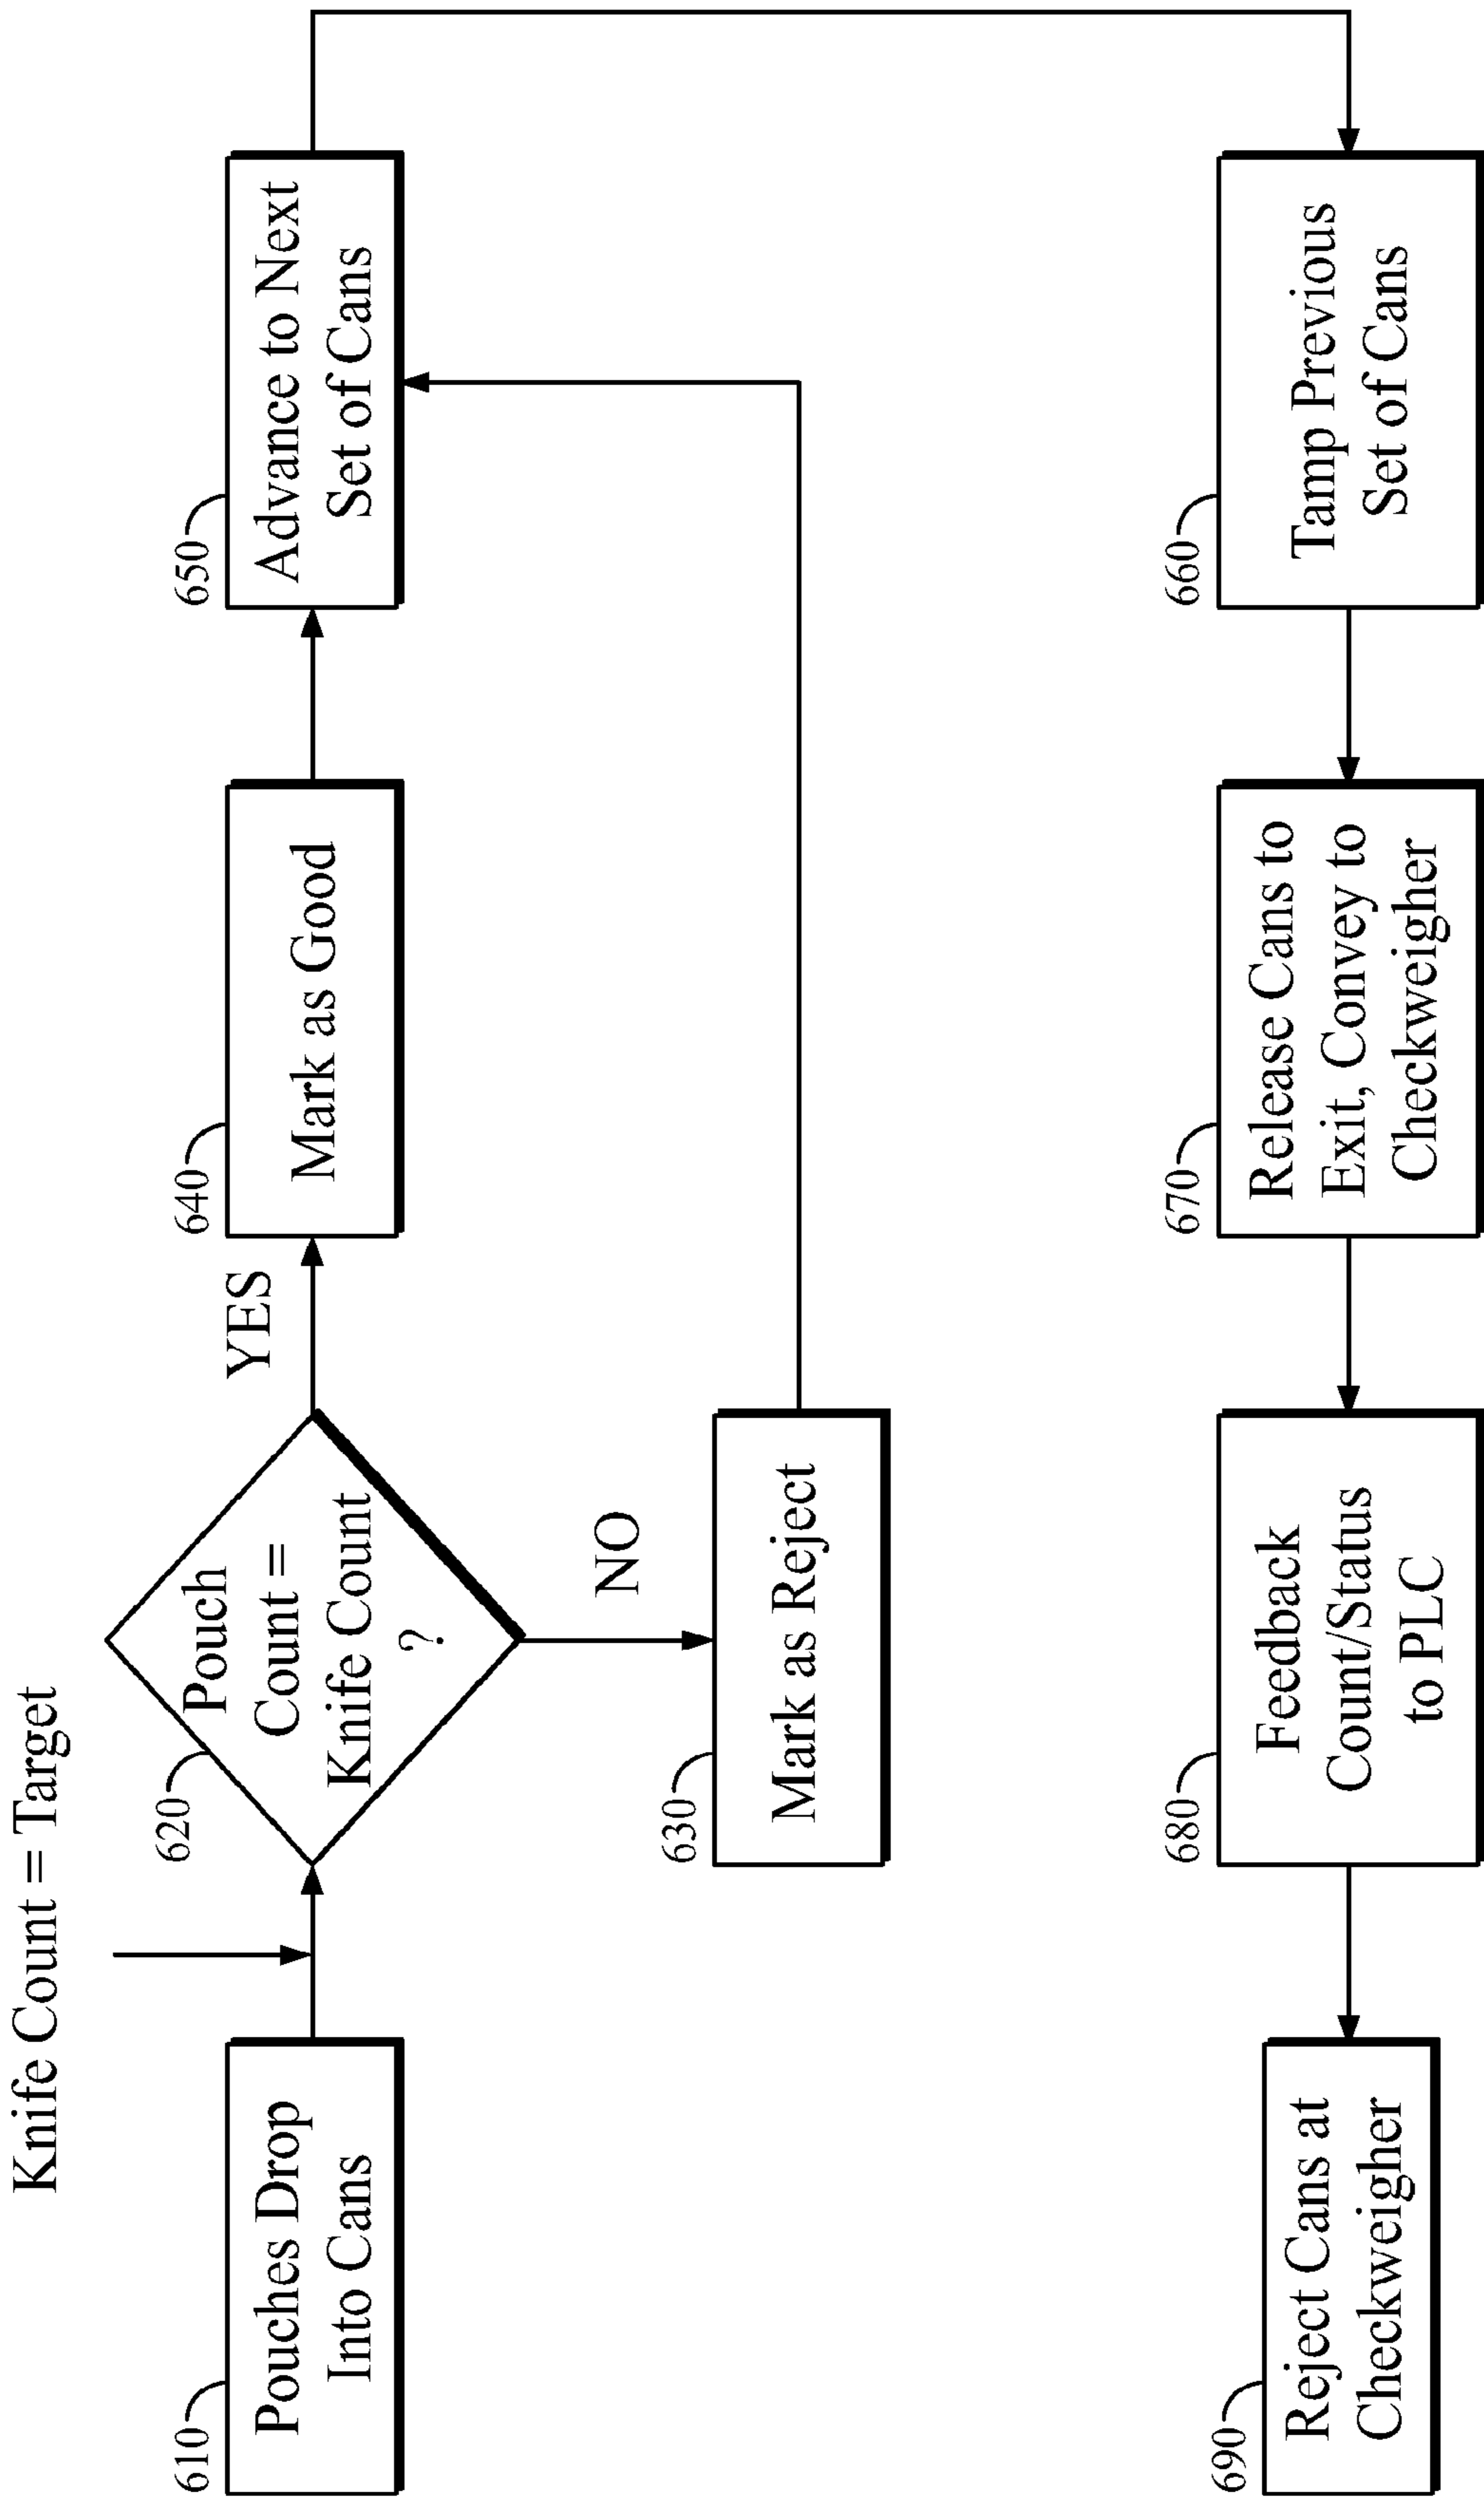 Knife Count = Target
610
Pouches Drop
Into Cans
620
Pouch
Count =
Knife Count
?
YES
NO
630
Mark as Reject
640
Mark as Good
650
Advance to Next
Set of Cans
660
Tamp Previous
Set of Cans
670
Release Cans to
Exit, Convey to
Checkweigher
680
Feedback
Count/Status
to PLC
690
Reject Cans at
Checkweigher